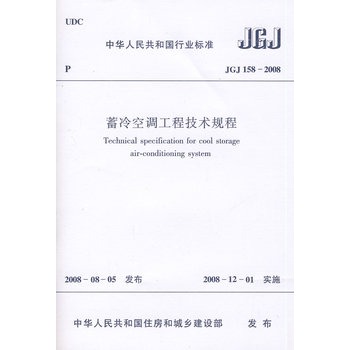 UDC
中华人民共和国行业标准 JGJ
P JGJ 158－2008
蓄冷空调工程技术规程
Technical specification for cool storage
air-conditioning system
2008－08－05 发布 2008－12－01 实施
中华人民共和国住房和城乡建设部 发布